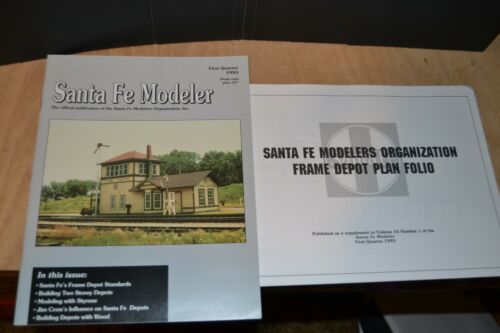 First Quarter
1993
Single copy
Santa Fe Modeler
The official publication of the Santa Fe Modelers Organization, Inc.
In this issue:
• Santa Fe's Frame Depot Standards
• Building Two Storey Depots
• Modeling with Styrene
• Jim Crow's Influence on Santa Fe Depots
• Building Depots with Wood
SANTA FE MODELERS ORGANIZATION
FRAME DEPOT PLAN FOLIO
Published as a supplement to Volume 16 Number 1 of the
Santa Fe Modeler
First Quarter 1993